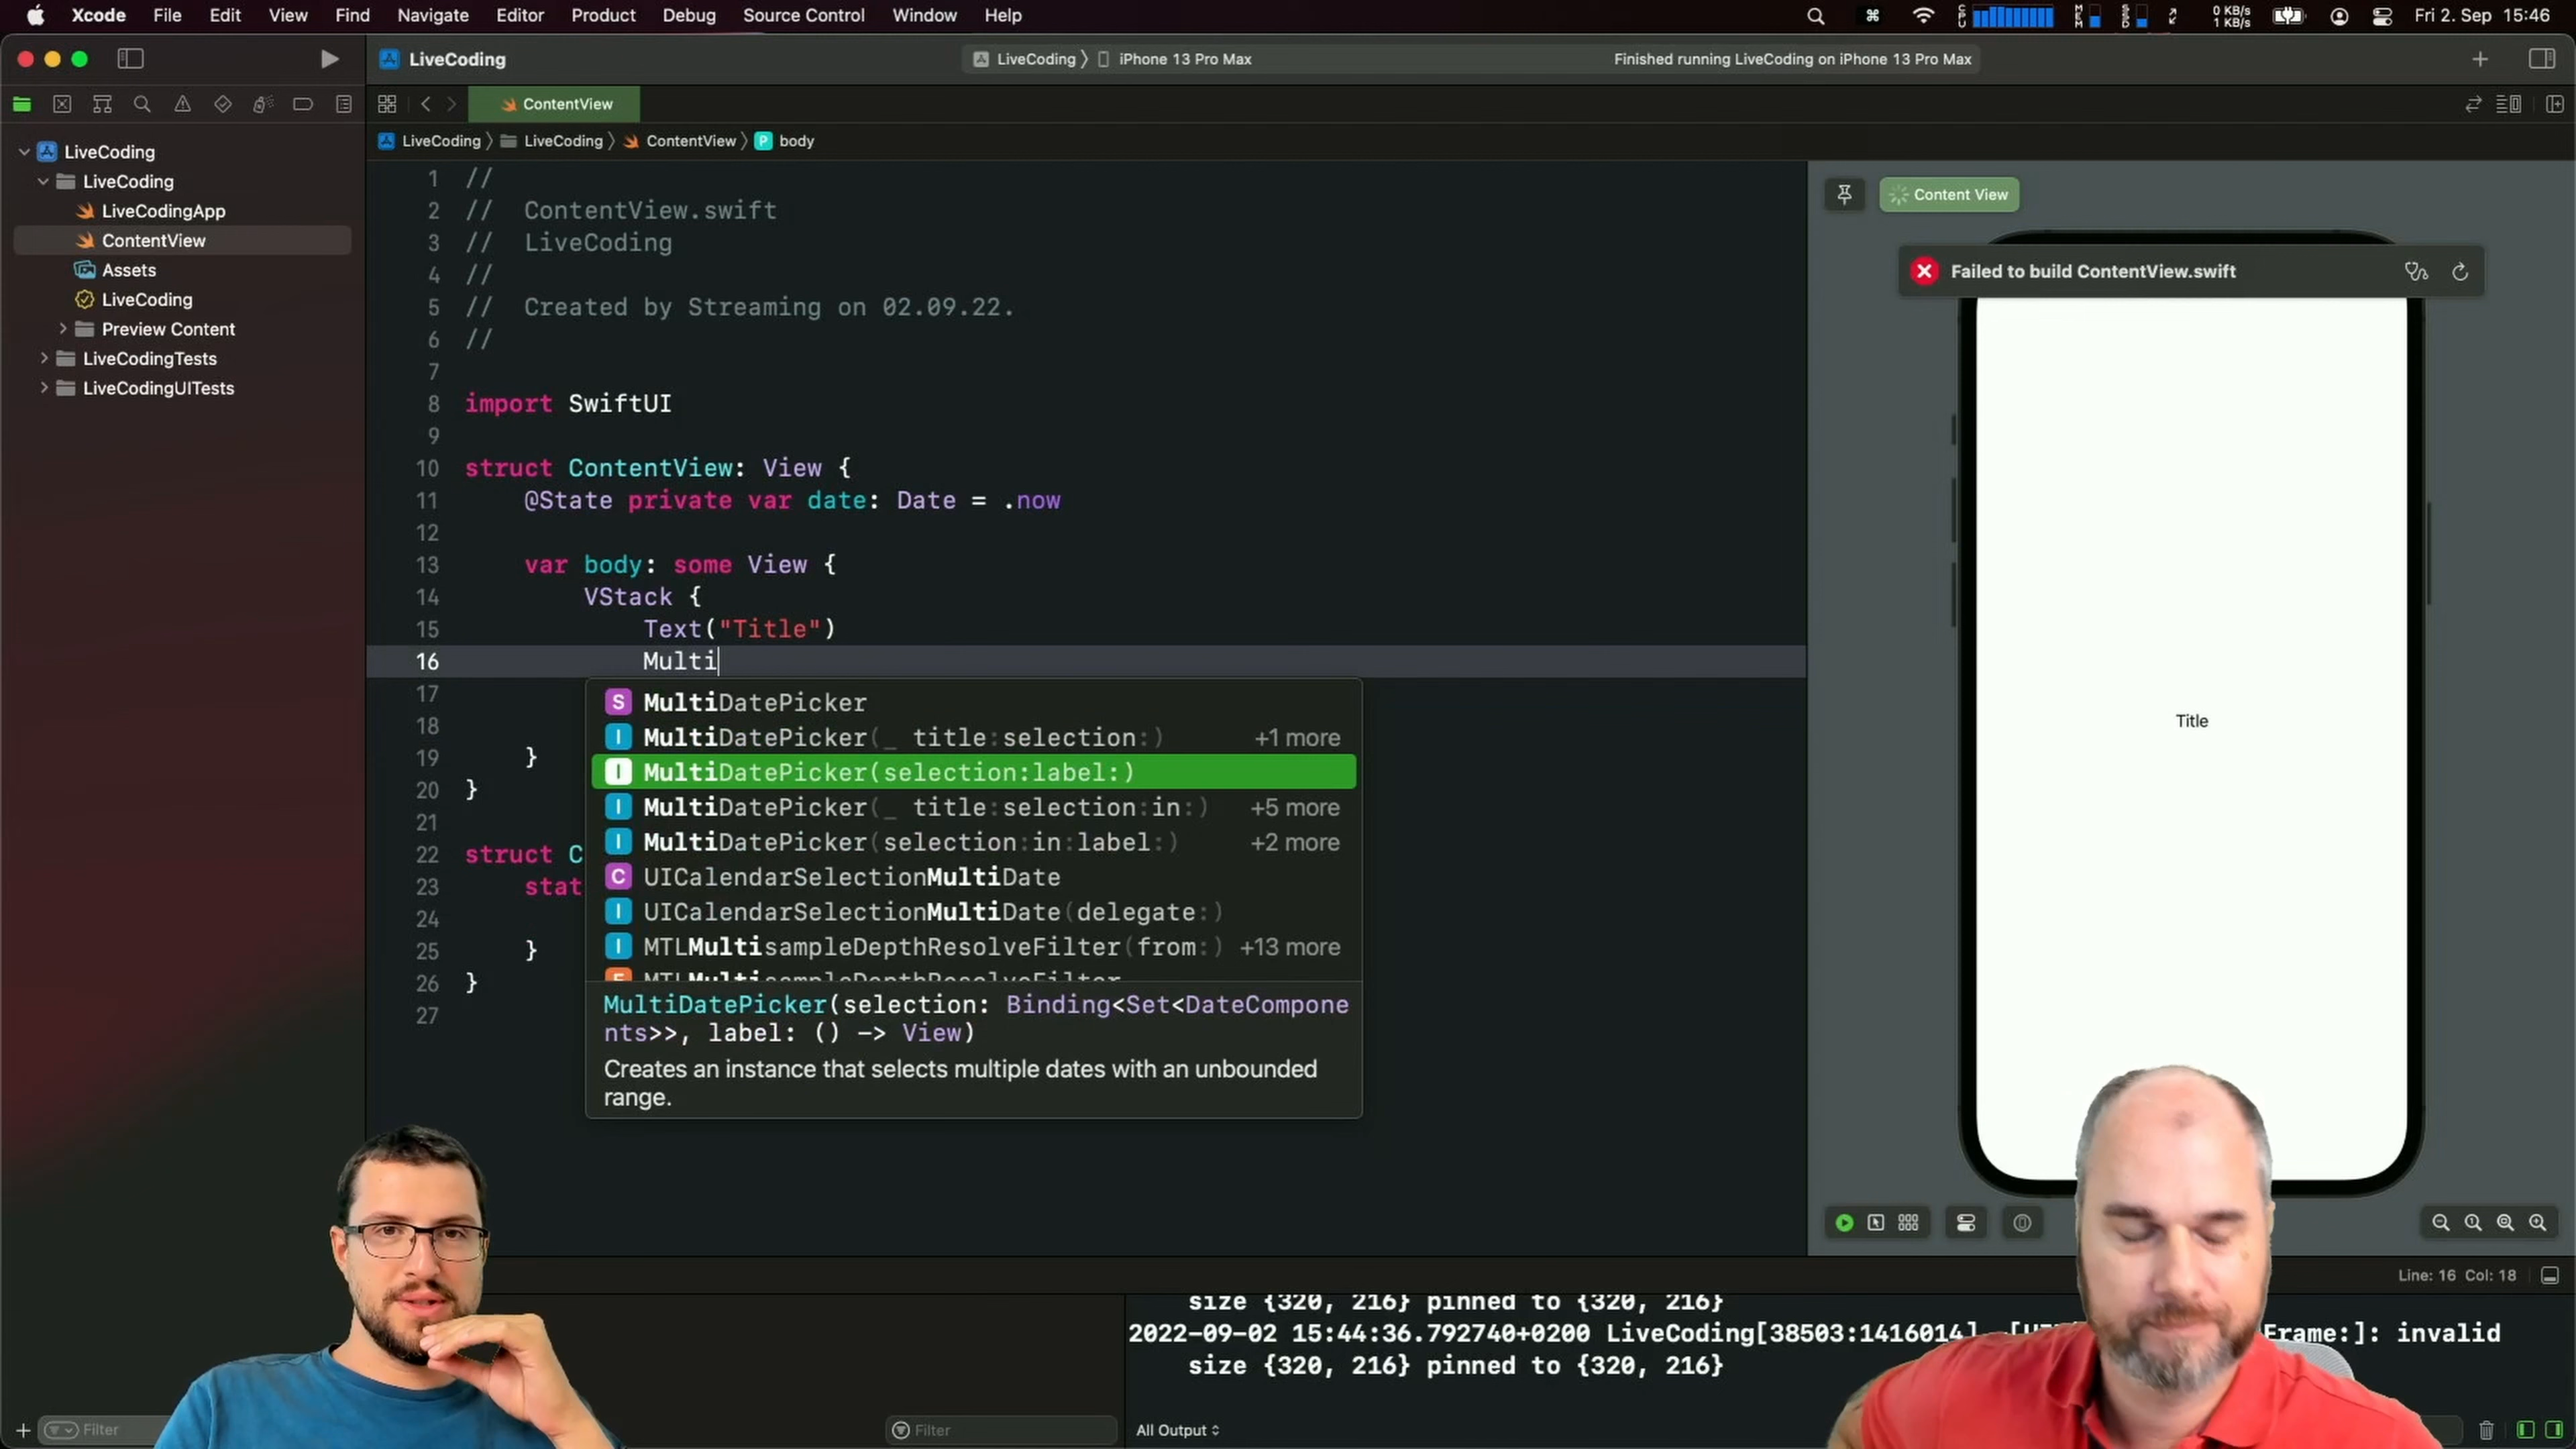 Xcode File Edit View Find Navigate Editor Product Debug Source Control Window Help
CPU MEM SSD 0 KB/s 1 KB/s Fri 2. Sep 15:46
LiveCoding
LiveCoding 〉 iPhone 13 Pro Max
Finished running LiveCoding on iPhone 13 Pro Max
ContentView
LiveCoding 〉 LiveCoding 〉 ContentView 〉 P body
LiveCoding
LiveCoding
LiveCodingApp
ContentView
Assets
LiveCoding
Preview Content
LiveCodingTests
LiveCodingUITests
1 //
2 // ContentView.swift
3 // LiveCoding
4 //
5 // Created by Streaming on 02.09.22.
6 //
7
8 import SwiftUI
9
10 struct ContentView: View {
11 @State private var date: Date = .now
12
13 var body: some View {
14 VStack {
15 Text("Title")
16 Multi
17
18
19 }
20 }
21
22 struct C
23 stat
24
25 }
26 }
27
S MultiDatePicker
I MultiDatePicker(_ title:selection:) +1 more
I MultiDatePicker(selection:label:)
I MultiDatePicker(_ title:selection:in:) +5 more
I MultiDatePicker(selection:in:label:) +2 more
C UICalendarSelectionMultiDate
I UICalendarSelectionMultiDate(delegate:)
I MTLMultisampleDepthResolveFilter(from:) +13 more
E MTLMultisampleDepthResolveFilter
MultiDatePicker(selection: Binding<Set<DateCompone
nts>>, label: () -> View)
Creates an instance that selects multiple dates with an unbounded
range.
Content View
Failed to build ContentView.swift
Title
Line: 16 Col: 18
size {320, 216} pinned to {320, 216}
2022-09-02 15:44:36.792740+0200 LiveCoding[38503:1416014] Frame:]: invalid
size {320, 216} pinned to {320, 216}
Filter
Filter
All Output